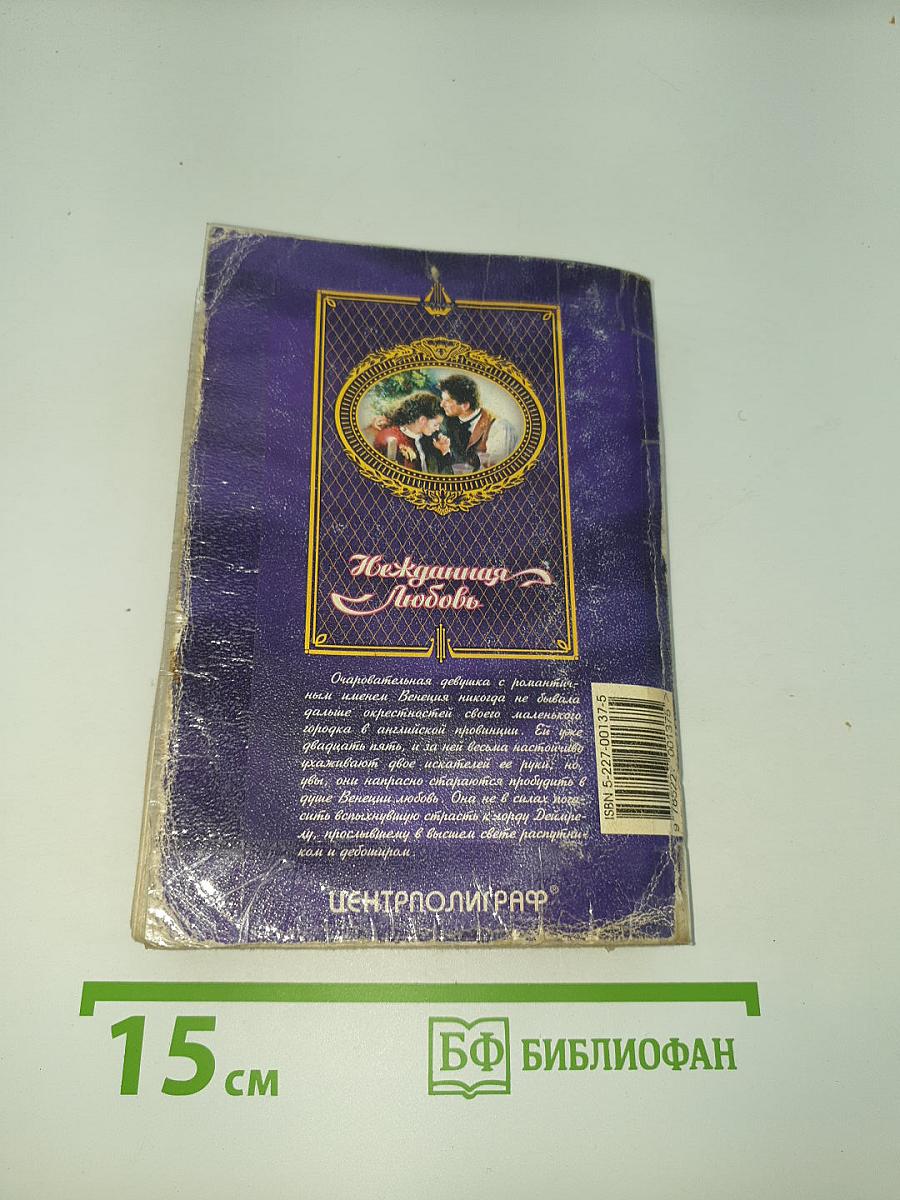 Нежданная
Любовь
Очаровательная девушка с романтич-
ным именем Венеция никогда не бывала
дальше окрестностей своего маленького
городка в английской провинции. Ей уже
двадцать пять, и за ней весьма настойчиво
ухаживают двое искателей ее руки, но,
увы, они напрасно стараются пробудить в
душе Венеции любовь. Она не в силах пога-
сить вспыхнувшую страсть к лорду Деймре-
лу, прослывшему в высшем свете распутни-
ком и дебоширом.
ЦЕНТРПОЛИГРАФ®
ISBN 5-227-00137-5
15 см
БФ БИБЛИОФАН